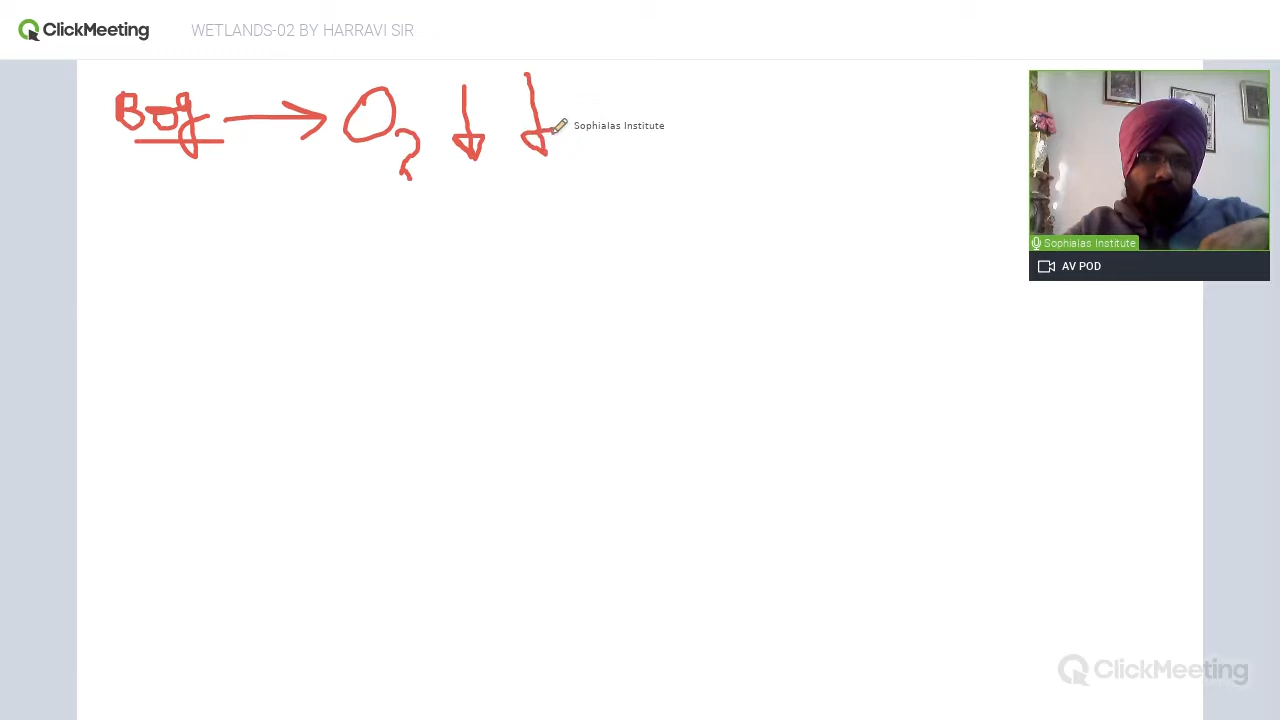 ClickMeeting WETLANDS-02 BY HARRAVI SIR
Bog → O₂ ↓ ↓
Sophialas Institute
Sophialas Institute
AV POD
ClickMeeting